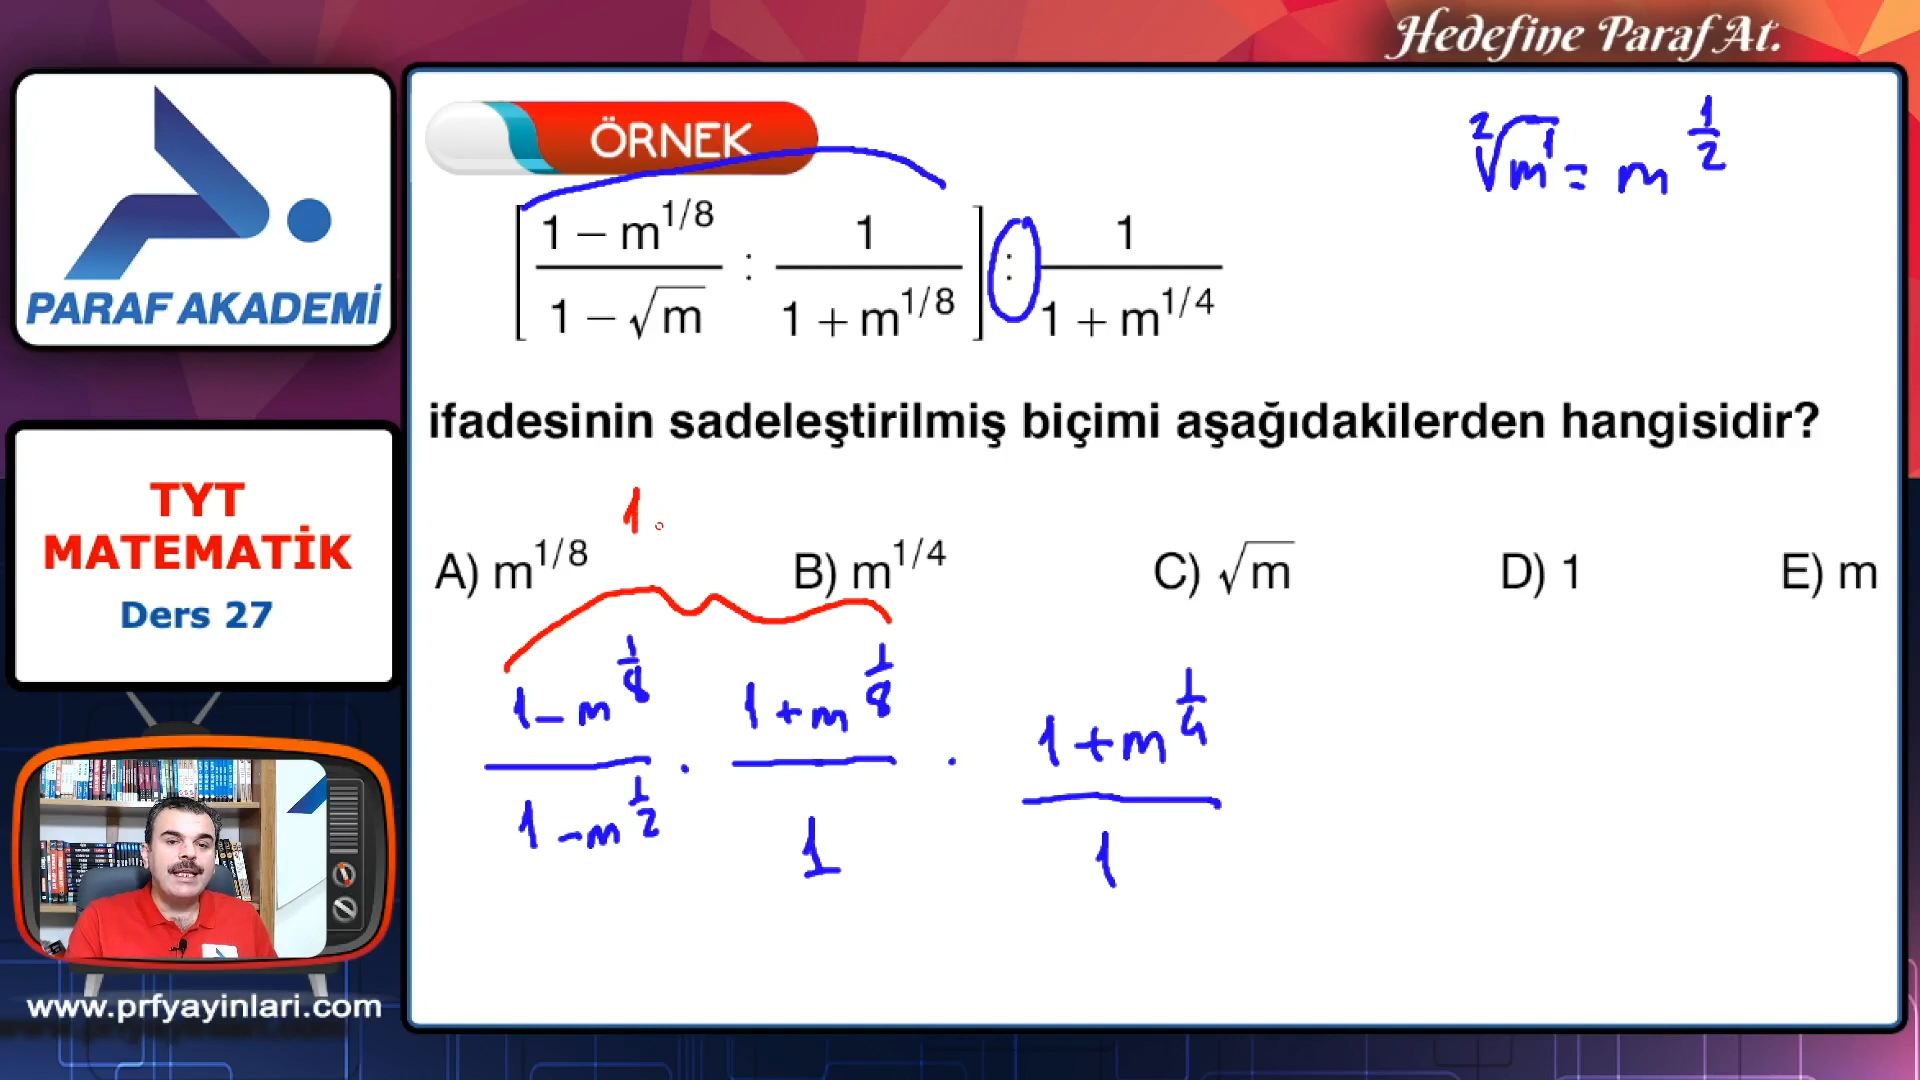 Hedefine Paraf At.
PARAF AKADEMİ
TYT
MATEMATİK
Ders 27
www.prfyayinlari.com
ÖRNEK
²√m¹ = m^(1/2)
[ (1 − m^(1/8)) / (1 − √m) : 1 / (1 + m^(1/8)) ] : 1 / (1 + m^(1/4))
ifadesinin sadeleştirilmiş biçimi aşağıdakilerden hangisidir?
1
A) m^(1/8) B) m^(1/4) C) √m D) 1 E) m
(1 − m^(1/8)) / (1 − m^(1/2)) . (1 + m^(1/8)) / 1 . (1 + m^(1/4)) / 1